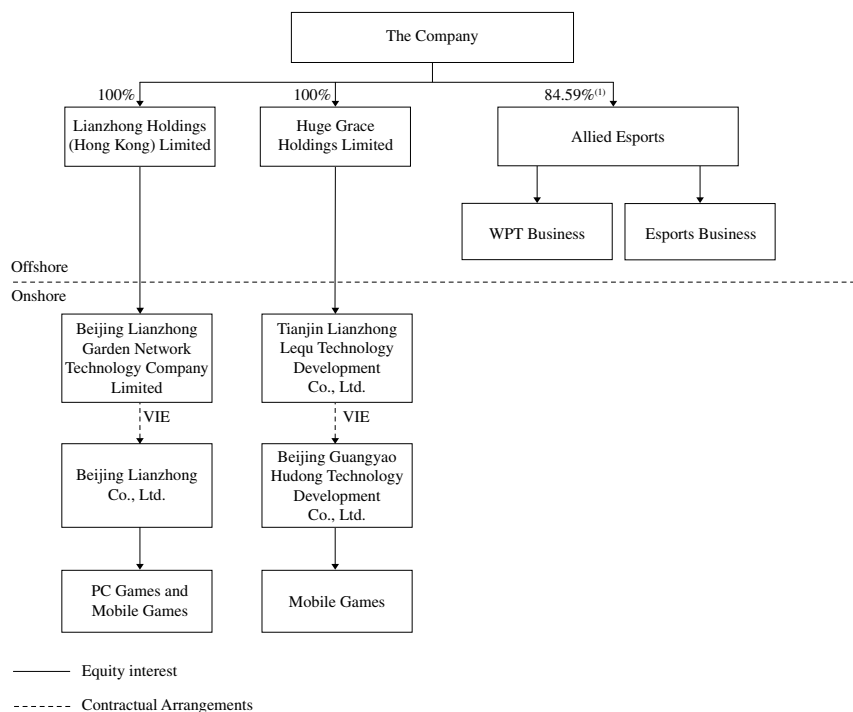 The Company
100%
100%
84.59%(1)
Lianzhong Holdings
(Hong Kong) Limited
Huge Grace
Holdings Limited
Allied Esports
WPT Business
Esports Business
Offshore
Onshore
Beijing Lianzhong
Garden Network
Technology Company
Limited
Tianjin Lianzhong
Lequ Technology
Development
Co., Ltd.
VIE
VIE
Beijing Lianzhong
Co., Ltd.
Beijing Guangyao
Hudong Technology
Development
Co., Ltd.
PC Games and
Mobile Games
Mobile Games
Equity interest
Contractual Arrangements